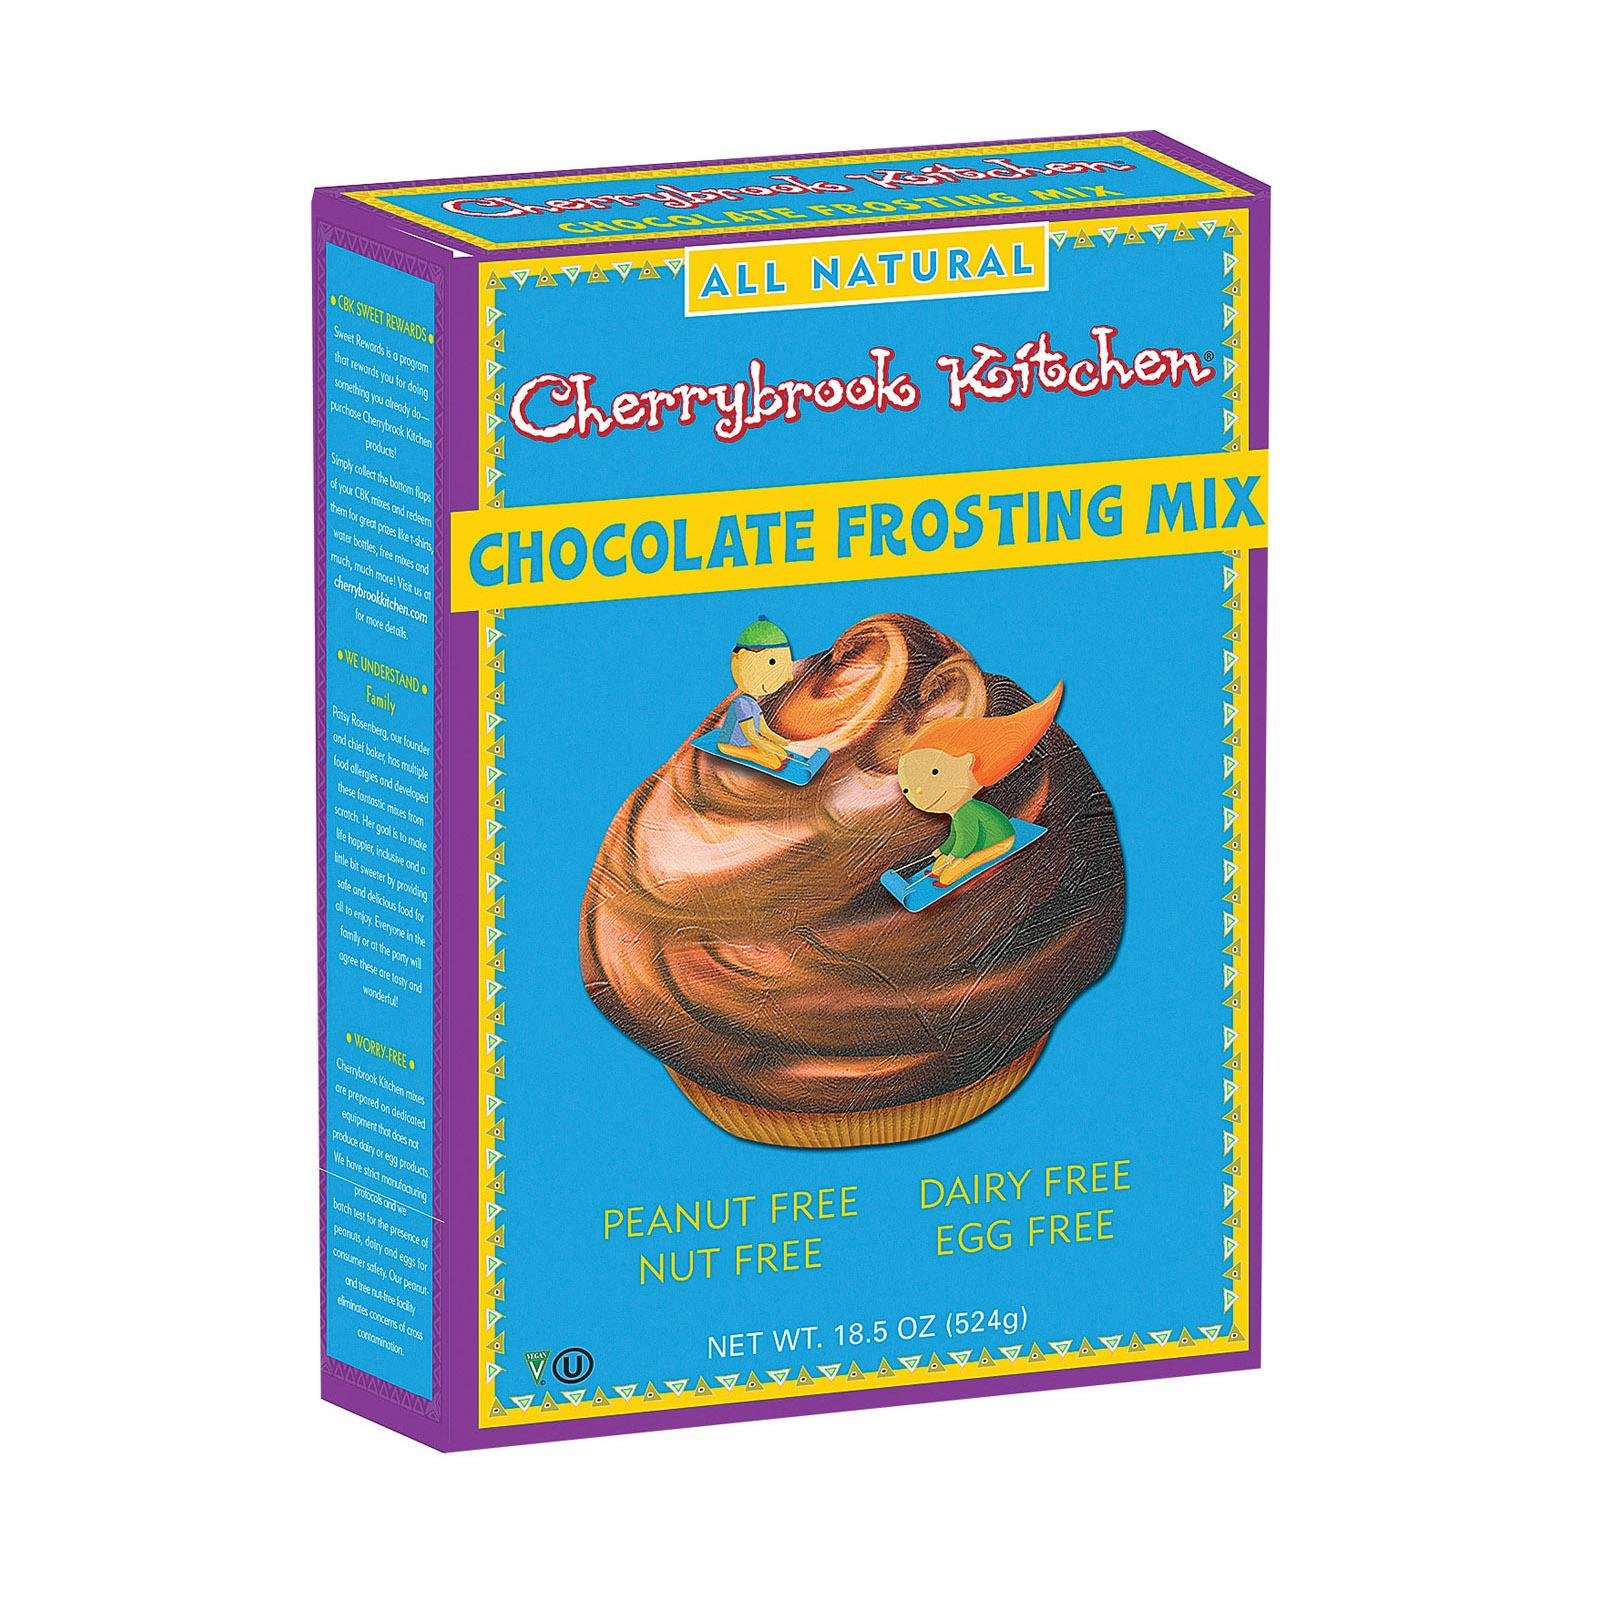 Cherrybrook Kitchen®
CHOCOLATE FROSTING MIX
ALL NATURAL
Cherrybrook Kitchen®
CHOCOLATE FROSTING MIX
PEANUT FREE
NUT FREE
DAIRY FREE
EGG FREE
NET WT. 18.5 OZ (524g)
VEGAN
V
U
• CBK SWEET REWARDS •
Sweet Rewards is a program
that rewards you for doing
something you already do—
purchase Cherrybrook Kitchen
products!
Simply collect the bottom flaps
of your CBK mixes and redeem
them for great prizes like t-shirts,
water bottles, free mixes and
much, much more! Visit us at
cherrybrookkitchen.com
for more details.
• WE UNDERSTAND •
Family
Patsy Rosenberg, our founder
and chief baker, has multiple
food allergies and developed
these fantastic mixes from
scratch. Her goal is to make
life happier, inclusive and a
little bit sweeter by providing
safe and delicious food for
all to enjoy. Everyone in the
family or at the party will
agree these are tasty and
wonderful!
• WORRY-FREE •
Cherrybrook Kitchen mixes
are prepared on dedicated
equipment that does not
produce dairy or egg products.
We have strict manufacturing
protocols and we
batch test for the presence of
peanuts, dairy and eggs for
consumer safety. Our peanut-
and tree nut-free facility
eliminates concerns of cross
contamination.